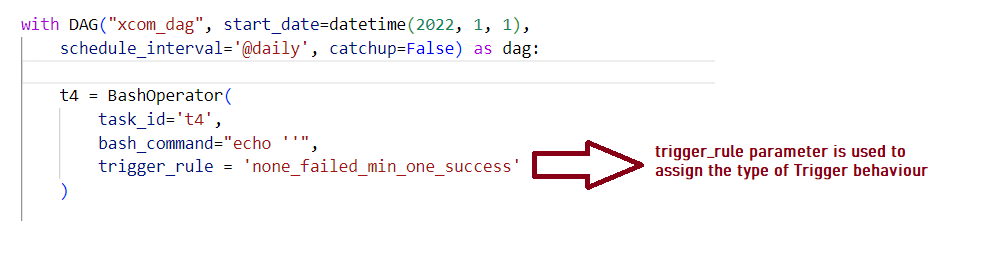 with DAG("xcom_dag", start_date=datetime(2022, 1, 1),
schedule_interval='@daily', catchup=False) as dag:
t4 = BashOperator(
task_id='t4',
bash_command="echo ''",
trigger_rule = 'none_failed_min_one_success'
)
trigger_rule parameter is used to
assign the type of Trigger behaviour